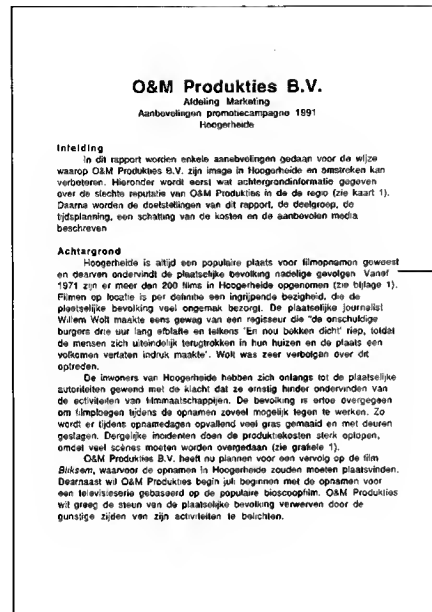 O&M Produkties B.V.
Afdeling Marketing
Aanbevelingen promotiecampagne 1991
Hoogerheide
Inleiding
In dit rapport worden enkele aanebvelingen gedaan voor de wijze
waarop O&M Produkties B.V. zijn image in Hoogerheide en omstreken kan
verbeteren. Hieronder wordt eerst wat achtergrondinformatie gegeven
over de slechte reputatie van O&M Produkties in de de regio (zie kaart 1).
Daarna worden de doelstellingen van dit rapport, de deelgroep, de
tijdsplanning, een schatting van de kosten en de aanbevolen media
beschreven
Achtargrond
Hoogerheide is altijd een populaire plaats voor filmopnamen geweest
en daarven ondervindt de plaatselijke bevolking nadelige gevolgen Vanef
1971 zijn er meer dan 200 films in Hoogerheide opgenomen (zie bijlage 1).
Filmen op locatie is per definitie een ingrijpende bezigheid, die de
plaatselijke bevolking veel ongemak bezorgt. De plaatselijke journalist
Willem Wolt maakte eens gewag van een regisseur die "de onschuldige
burgers drie uur lang afblafte en telkens 'En nou bekken dicht' riep, totdat
de mensen zich uiteindelijk terugtrokken in hun huizen en de plaats een
volkomen verlaten indruk maakte'. Wolt was zeer verbolgen over dit
optreden.
De inwoners van Hoogerheide hebben zich onlangs tot de plaatselijke
autoriteiten gewend met de klacht dat ze ernstig hinder ondervinden van
de activiteiten van filmmaatschappijen. De bevolking is ertoe overgegeen
om filmploegen tijdens de opnamen zoveel mogelijk tegen te werken. Zo
wordt er tijdens opnamedagen opvallend veel gras gemaaid en met deuren
geslagen. Dergelijke incidenten doen de produktiekosten sterk oplopen,
omdat veel scènes moeten worden overgedaan (zie grafieke 1).
O&M Produkties B.V. heeft nu plannen voor een vervolg op de film
Bliksem, waarvoor de opnamen in Hoogerheide zouden moeten plaatsvinden.
Daarnaast wil O&M Produkties begin juli beginnen met de opnamen voor
een televisieserie gebaseerd op de populaire bioscoopfilm. O&M Produkties
wil greeg de steun van de plaatselijke bevolking verwerven door de
gunstige zijden van zijn activiteiten te belichten.